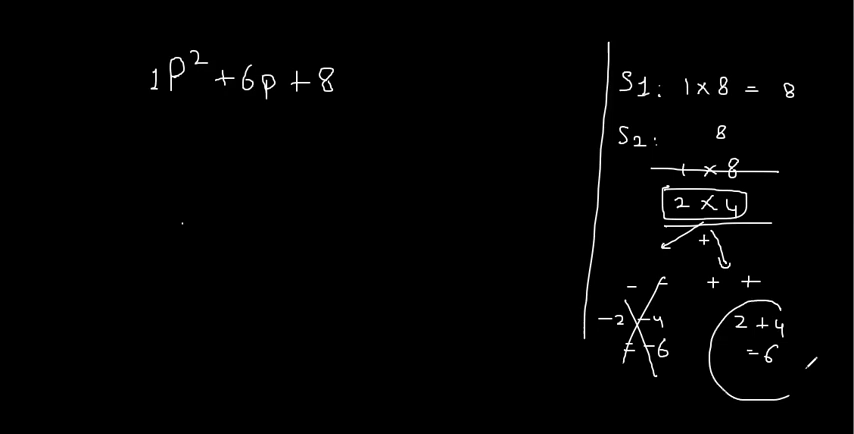 1P² + 6p + 8
S1: 1 × 8 = 8
S2: 8
1 × 8
2 × 4
+
- - + +
-2 -4 2 + 4
= -6 = 6